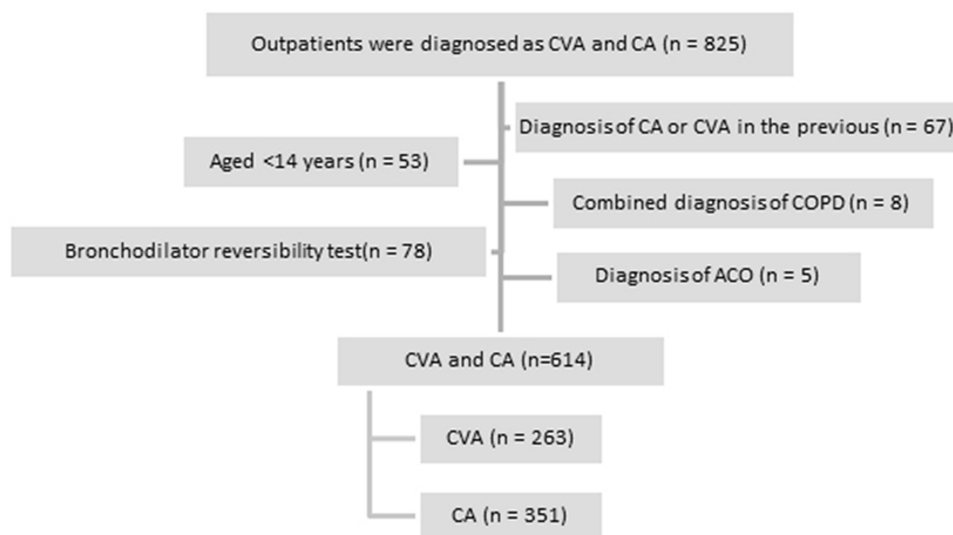 Outpatients were diagnosed as CVA and CA (n = 825)
Diagnosis of CA or CVA in the previous (n = 67)
Aged <14 years (n = 53)
Combined diagnosis of COPD (n = 8)
Bronchodilator reversibility test(n = 78)
Diagnosis of ACO (n = 5)
CVA and CA (n=614)
CVA (n = 263)
CA (n = 351)